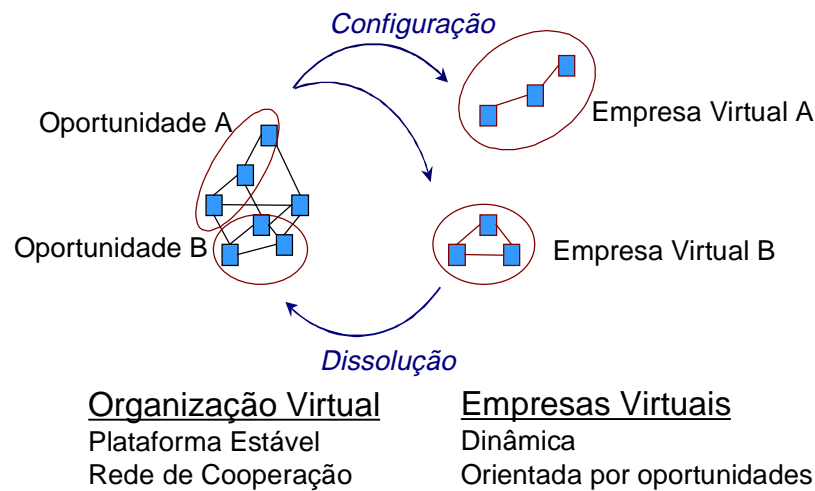 Configuração
Oportunidade A
Empresa Virtual A
Oportunidade B
Empresa Virtual B
Dissolução
Organização Virtual
Plataforma Estável
Rede de Cooperação
Empresas Virtuais
Dinâmica
Orientada por oportunidades